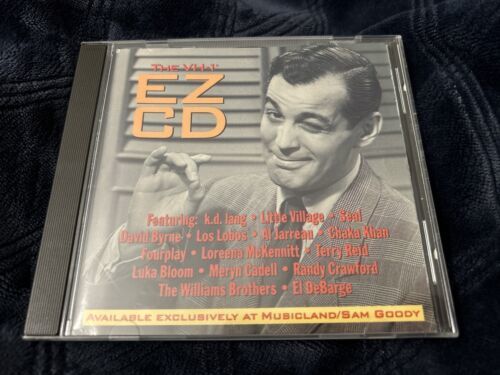 THE
EZ
CD
Featuring: k.d. lang • Little Village • Seal
David Byrne • Los Lobos • Al Jarreau • Chaka Khan
Fourplay • Loreena McKennitt • Terry Reid
Luka Bloom • Meryn Cadell • Randy Crawford
The Williams Brothers • El DeBarge
AVAILABLE EXCLUSIVELY AT MUSICLAND/SAM GOODY